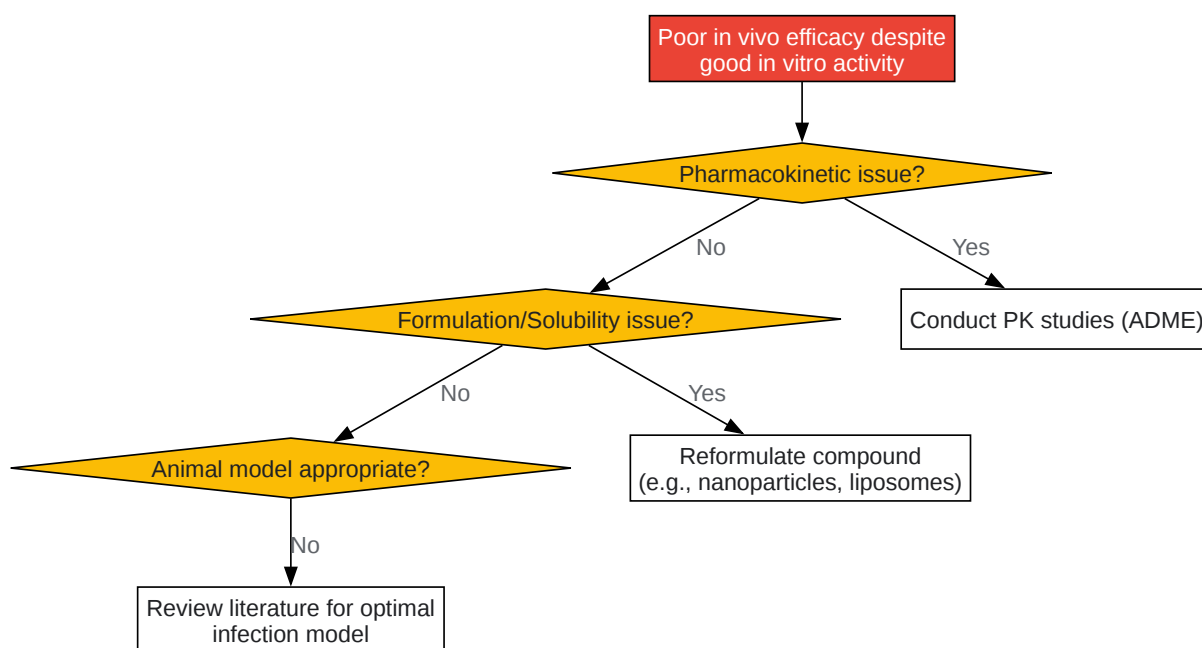 Poor in vivo efficacy despite
good in vitro activity
Pharmacokinetic issue?
No
Yes
Formulation/Solubility issue?
Conduct PK studies (ADME)
No
Yes
Animal model appropriate?
Reformulate compound
(e.g., nanoparticles, liposomes)
No
Review literature for optimal
infection model